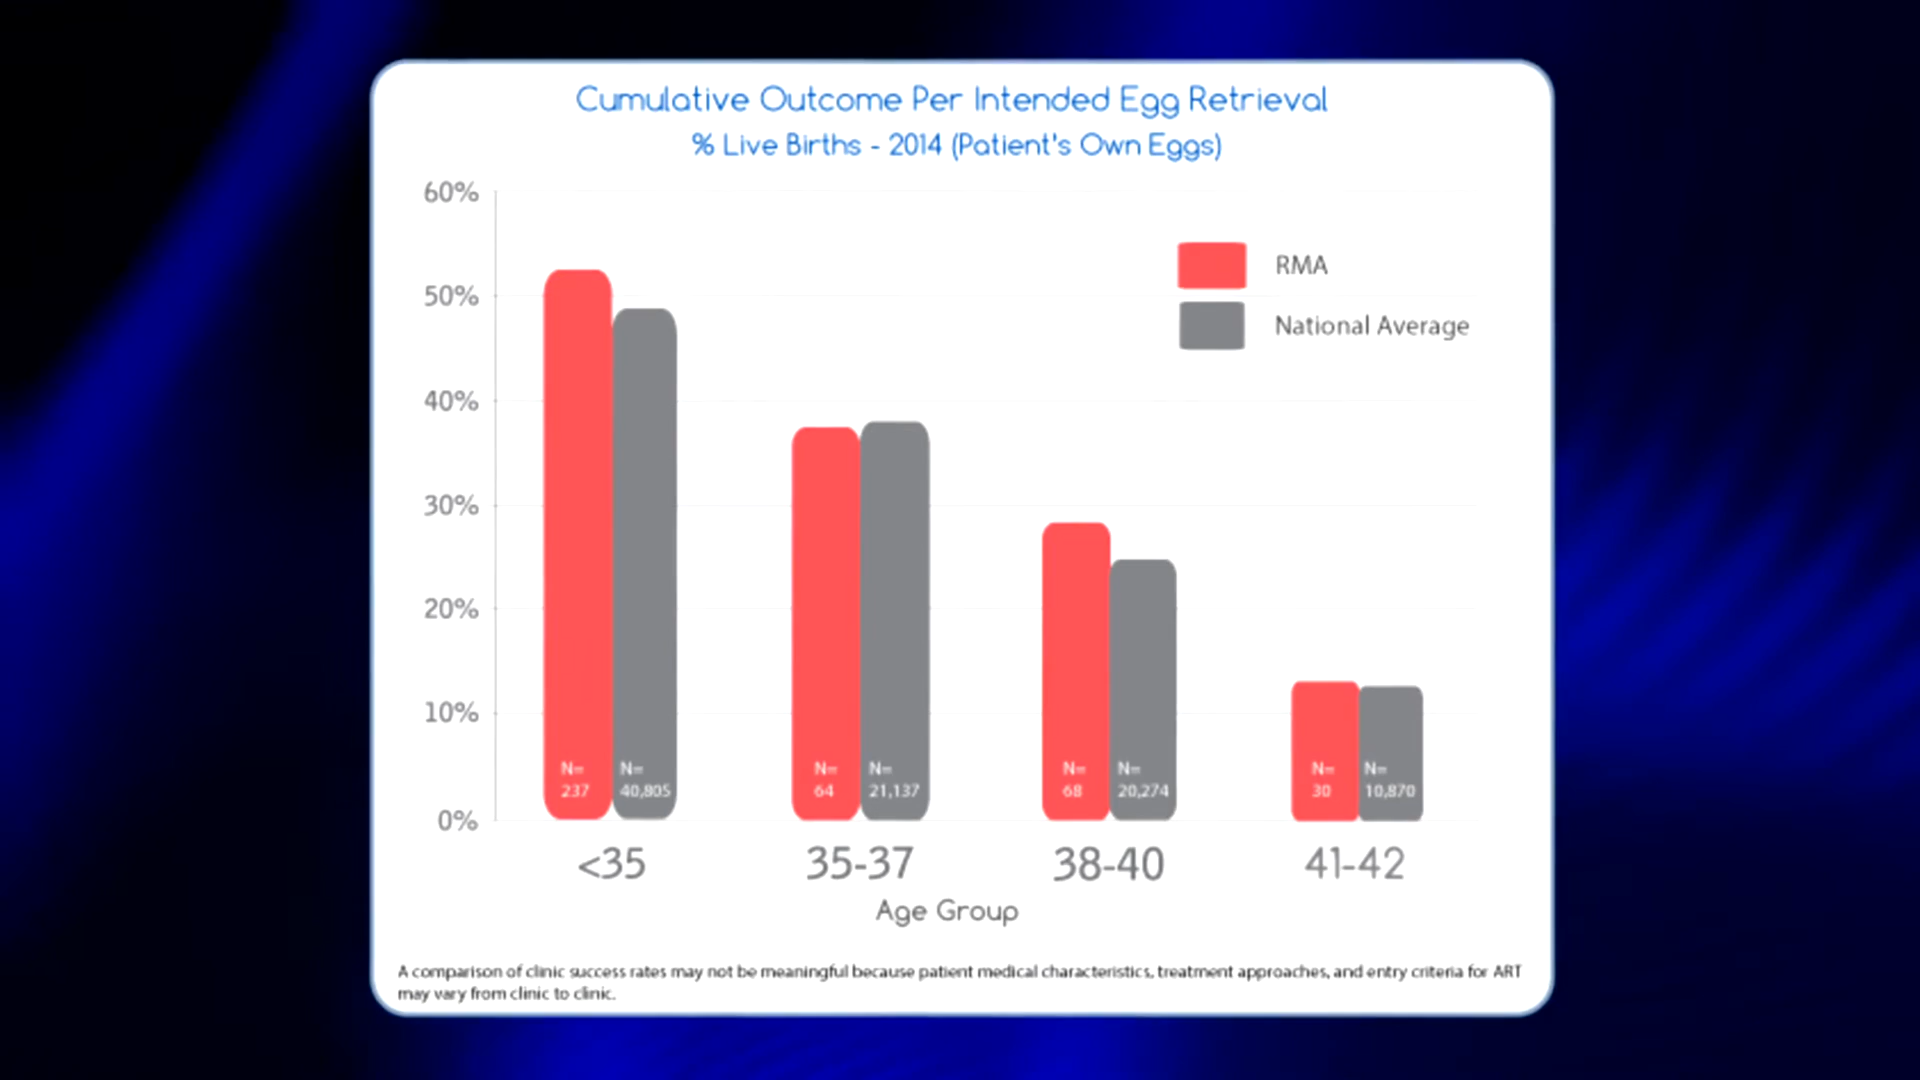 Cumulative Outcome Per Intended Egg Retrieval
% Live Births - 2014 (Patient's Own Eggs)
60%
50%
40%
30%
20%
10%
0%
RMA
National Average
N=
237
N=
40,805
N=
64
N=
21,137
N=
68
N=
20,274
N=
30
N=
10,870
<35
35-37
38-40
41-42
Age Group
A comparison of clinic success rates may not be meaningful because patient medical characteristics, treatment approaches, and entry criteria for ART
may vary from clinic to clinic.